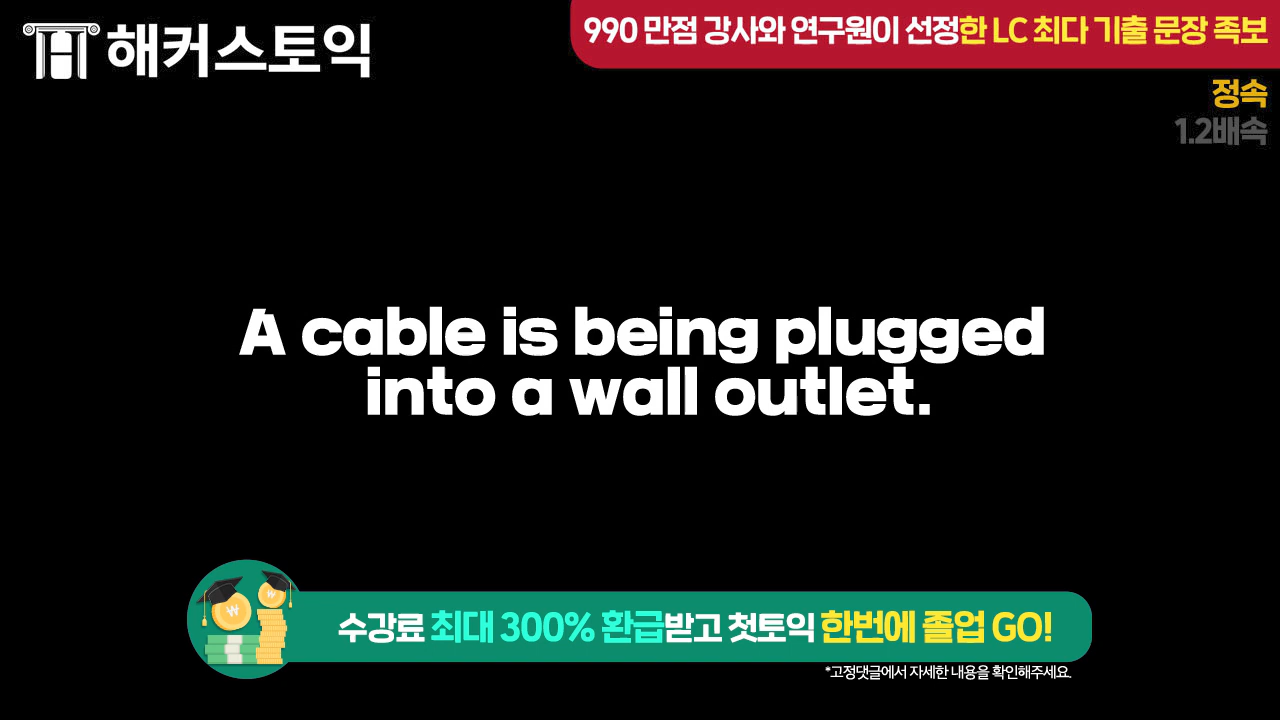 해커스토익
990 만점 강사와 연구원이 선정한 LC 최다 기출 문장 족보
정속
1.2배속
A cable is being plugged
into a wall outlet.
수강료 최대 300% 환급받고 첫토익 한번에 졸업 GO!
*고정댓글에서 자세한 내용을 확인해주세요.